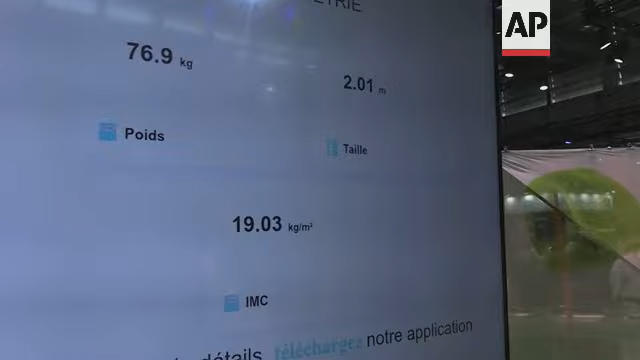 AP
76.9 kg
2.01 m
Poids
Taille
19.03 kg/m²
IMC
détails, téléchargez notre application